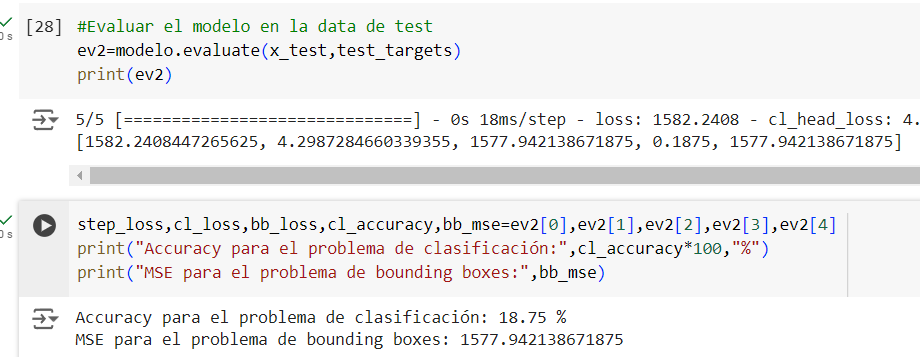 [28] #Evaluar el modelo en la data de test
0 s
ev2=modelo.evaluate(x_test,test_targets)
print(ev2)
5/5 [==============================] - 0s 18ms/step - loss: 1582.2408 - cl_head_loss: 4.
[1582.2408447265625, 4.2987284660339355, 1577.942138671875, 0.1875, 1577.942138671875]
step_loss,cl_loss,bb_loss,cl_accuracy,bb_mse=ev2[0],ev2[1],ev2[2],ev2[3],ev2[4]
0 s
print("Accuracy para el problema de clasificación:",cl_accuracy*100,"%")
print("MSE para el problema de bounding boxes:",bb_mse)
Accuracy para el problema de clasificación: 18.75 %
MSE para el problema de bounding boxes: 1577.942138671875